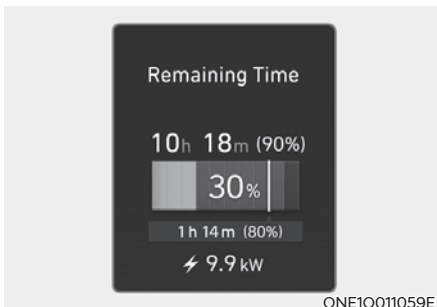 Remaining Time
10h 18m (90%)
30%
1 h 14 m (80%)
9.9 kW
ONE1Q011059E